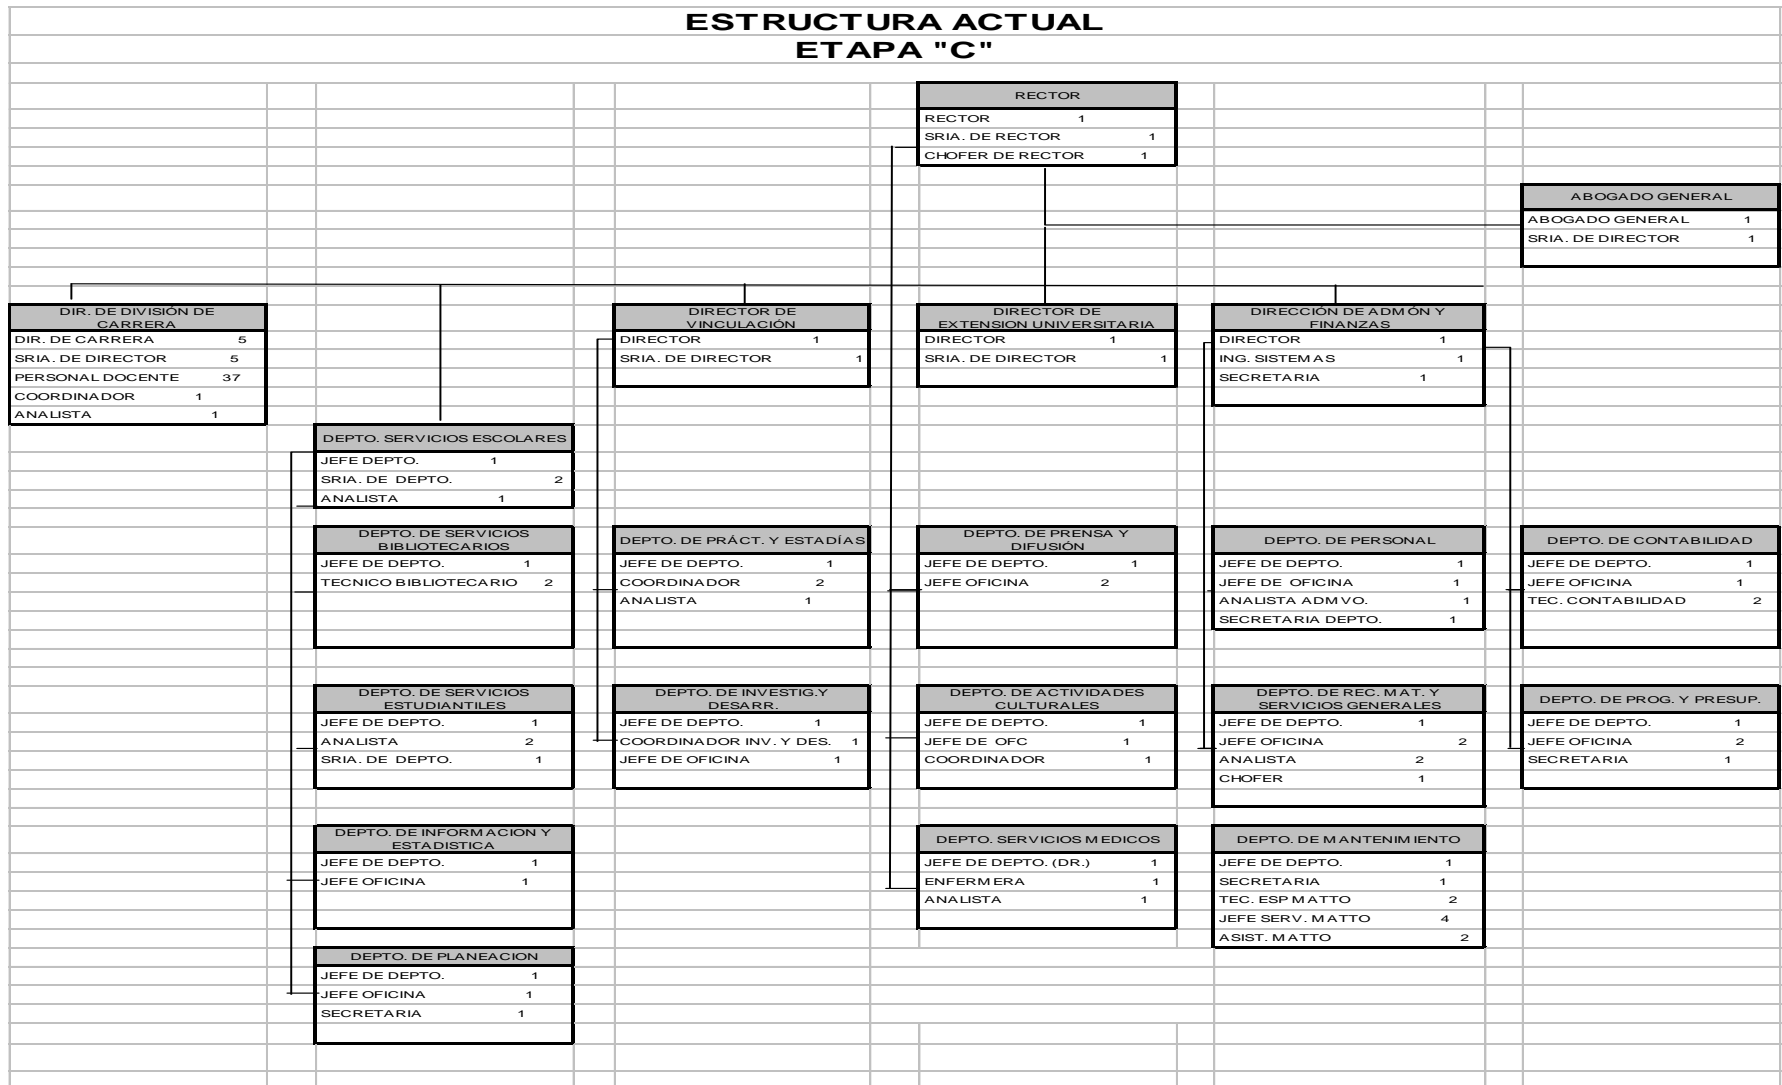 ESTRUCTURA ACTUAL
ETAPA "C"
RECTOR
RECTOR 1
SRIA. DE RECTOR 1
CHOFER DE RECTOR 1
ABOGADO GENERAL
ABOGADO GENERAL 1
SRIA. DE DIRECTOR 1
DIR. DE DIVISIÓN DE
CARRERA
DIR. DE CARRERA 5
SRIA. DE DIRECTOR 5
PERSONAL DOCENTE 37
COORDINADOR 1
ANALISTA 1
DIRECTOR DE
VINCULACIÓN
DIRECTOR 1
SRIA. DE DIRECTOR 1
DIRECTOR DE
EXTENSION UNIVERSITARIA
DIRECTOR 1
SRIA. DE DIRECTOR 1
DIRECCIÓN DE ADMÓN Y
FINANZAS
DIRECTOR 1
ING. SISTEMAS 1
SECRETARIA 1
DEPTO. SERVICIOS ESCOLARES
JEFE DEPTO. 1
SRIA. DE DEPTO. 2
ANALISTA 1
DEPTO. DE SERVICIOS
BIBLIOTECARIOS
JEFE DE DEPTO. 1
TECNICO BIBLIOTECARIO 2
DEPTO. DE PRÁCT. Y ESTADÍAS
JEFE DE DEPTO. 1
COORDINADOR 2
ANALISTA 1
DEPTO. DE PRENSA Y
DIFUSIÓN
JEFE DE DEPTO. 1
JEFE OFICINA 2
DEPTO. DE PERSONAL
JEFE DE DEPTO. 1
JEFE DE OFICINA 1
ANALISTA ADMVO. 1
SECRETARIA DEPTO. 1
DEPTO. DE CONTABILIDAD
JEFE DE DEPTO. 1
JEFE OFICINA 1
TEC. CONTABILIDAD 2
DEPTO. DE SERVICIOS
ESTUDIANTILES
JEFE DE DEPTO. 1
ANALISTA 2
SRIA. DE DEPTO. 1
DEPTO. DE INVESTIG.Y
DESARR.
JEFE DE DEPTO. 1
COORDINADOR INV. Y DES. 1
JEFE DE OFICINA 1
DEPTO. DE ACTIVIDADES
CULTURALES
JEFE DE DEPTO. 1
JEFE DE OFC 1
COORDINADOR 1
DEPTO. DE REC. MAT. Y
SERVICIOS GENERALES
JEFE DE DEPTO. 1
JEFE OFICINA 2
ANALISTA 2
CHOFER 1
DEPTO. DE PROG. Y PRESUP.
JEFE DE DEPTO. 1
JEFE OFICINA 2
SECRETARIA 1
DEPTO. DE INFORMACION Y
ESTADISTICA
JEFE DE DEPTO. 1
JEFE OFICINA 1
DEPTO. SERVICIOS MEDICOS
JEFE DE DEPTO. (DR.) 1
ENFERMERA 1
ANALISTA 1
DEPTO. DE MANTENIMIENTO
JEFE DE DEPTO. 1
SECRETARIA 1
TEC. ESP MATTO 2
JEFE SERV. MATTO 4
ASIST. MATTO 2
DEPTO. DE PLANEACION
JEFE DE DEPTO. 1
JEFE OFICINA 1
SECRETARIA 1